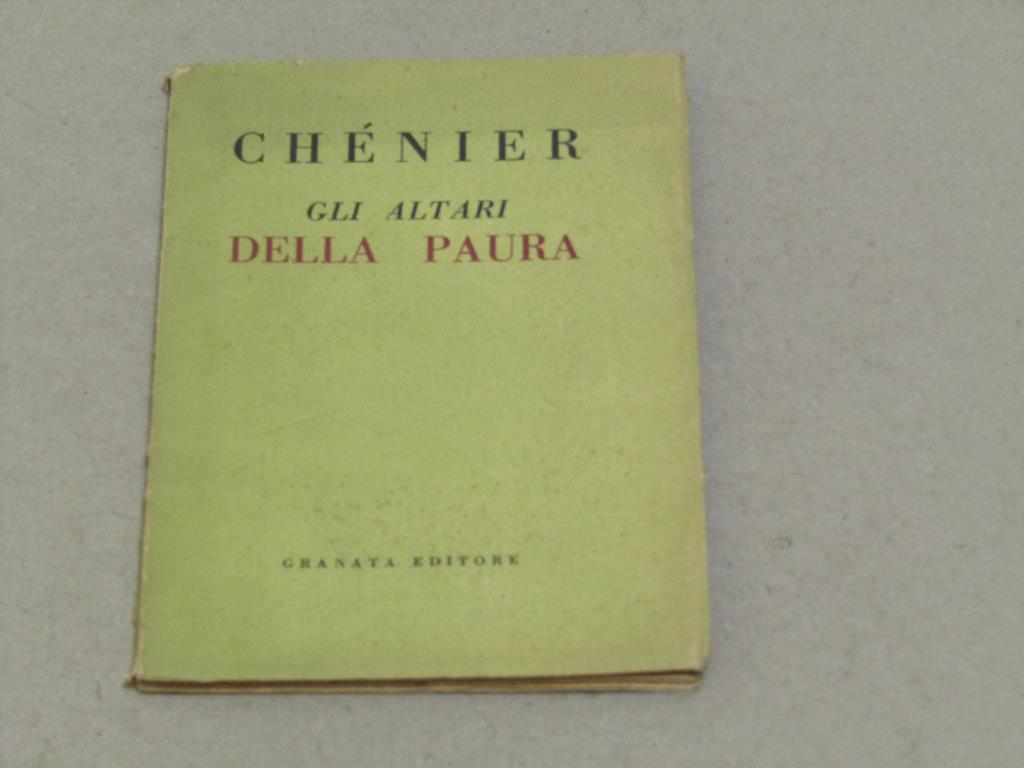 CHÉNIER
GLI ALTARI
DELLA PAURA
GRANATA EDITORE